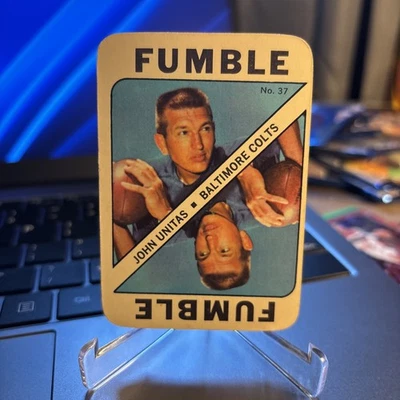 FUMBLE
No. 37
JOHN UNITAS ■ BALTIMORE COLTS
FUMBLE